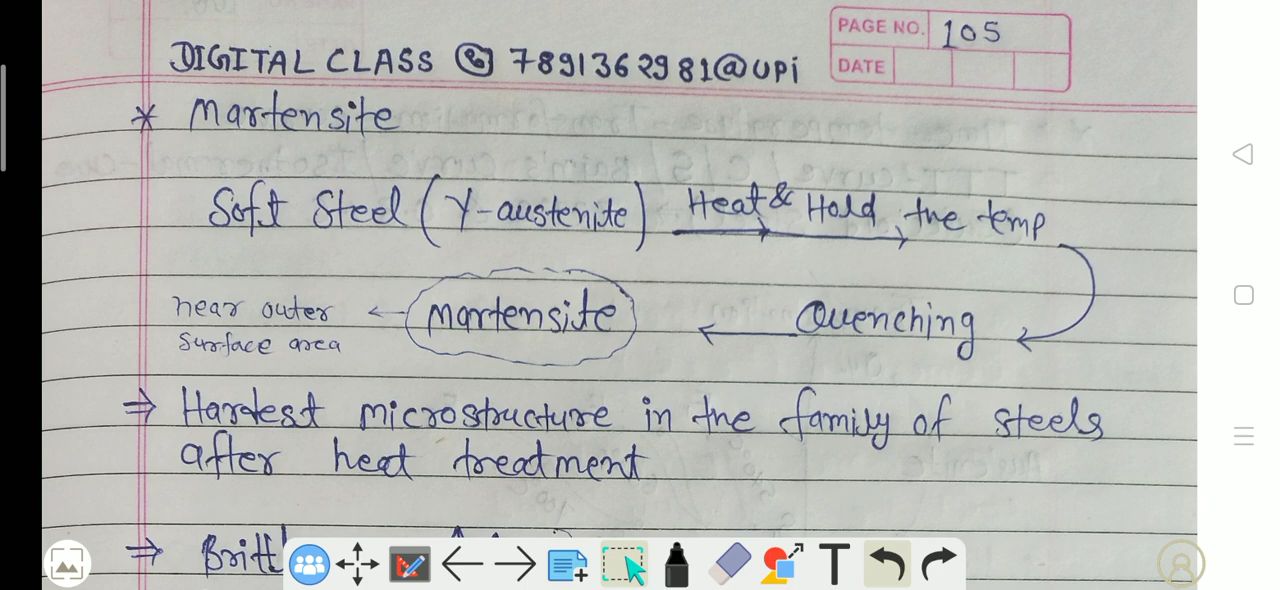 PAGE NO. 105
DIGITAL CLASS 7891362981@UPi
DATE
* Martensite
Soft Steel (γ-austenite) Heat & Hold the temp
near outer ← martensite ← Quenching
surface area
⇒ Hardest microstructure in the family of steels
after heat treatment
⇒
T